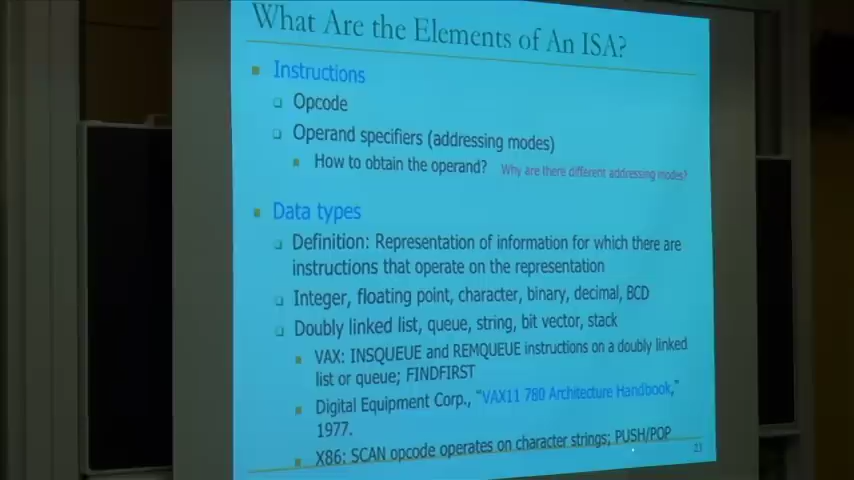 What Are the Elements of An ISA?
Instructions
Opcode
Operand specifiers (addressing modes)
How to obtain the operand? Why are there different addressing modes?
Data types
Definition: Representation of information for which there are
instructions that operate on the representation
Integer, floating point, character, binary, decimal, BCD
Doubly linked list, queue, string, bit vector, stack
VAX: INSQUEUE and REMQUEUE instructions on a doubly linked
list or queue; FINDFIRST
Digital Equipment Corp., "VAX11 780 Architecture Handbook,"
1977.
X86: SCAN opcode operates on character strings; PUSH/POP
23